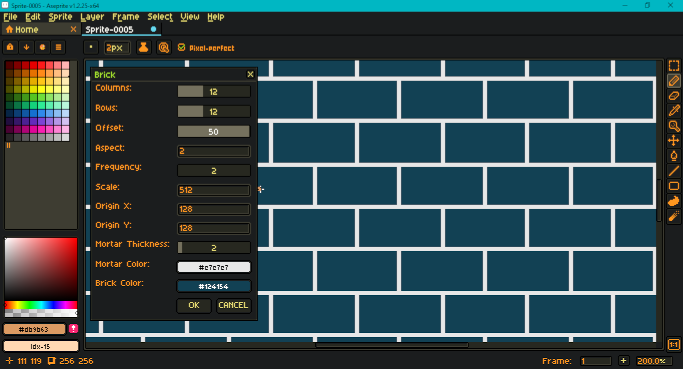 Sprite-0005 - Aseprite v1.2.25-x64
File Edit Sprite Layer Frame Select View Help
Home
Sprite-0005
2px
Pixel-perfect
Brick
Columns: 12
Rows: 12
Offset: 50
Aspect: 2
Frequency: 2
Scale: 512
Origin X: 128
Origin Y: 128
Mortar Thickness: 2
Mortar Color: #e7e7e7
Brick Color: #124154
OK CANCEL
#db9b63
Idx-15
111 119 256 256
Frame: 1 + 200.0%
1:1